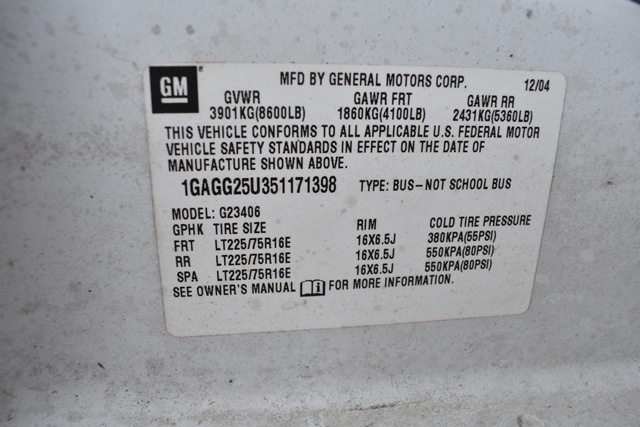 GM
MFD BY GENERAL MOTORS CORP. 12/04
GVWR GAWR FRT GAWR RR
3901KG(8600LB) 1860KG(4100LB) 2431KG(5360LB)
THIS VEHICLE CONFORMS TO ALL APPLICABLE U.S. FEDERAL MOTOR
VEHICLE SAFETY STANDARDS IN EFFECT ON THE DATE OF
MANUFACTURE SHOWN ABOVE.
1GAGG25U351171398 TYPE: BUS–NOT SCHOOL BUS
MODEL: G23406
GPHK TIRE SIZE RIM COLD TIRE PRESSURE
FRT LT225/75R16E 16X6.5J 380KPA(55PSI)
RR LT225/75R16E 16X6.5J 550KPA(80PSI)
SPA LT225/75R16E 16X6.5J 550KPA(80PSI)
SEE OWNER'S MANUAL FOR MORE INFORMATION.